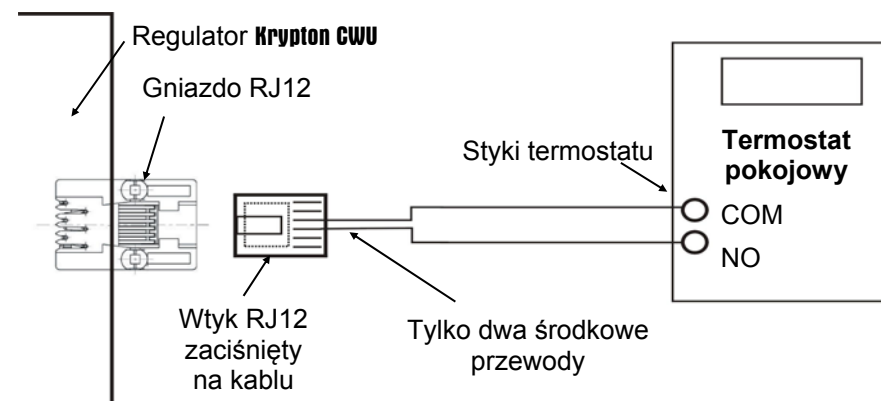 Regulator Krypton CWU
Gniazdo RJ12
Styki termostatu
Termostat
pokojowy
COM
NO
Wtyk RJ12
zaciśnięty
na kablu
Tylko dwa środkowe
przewody